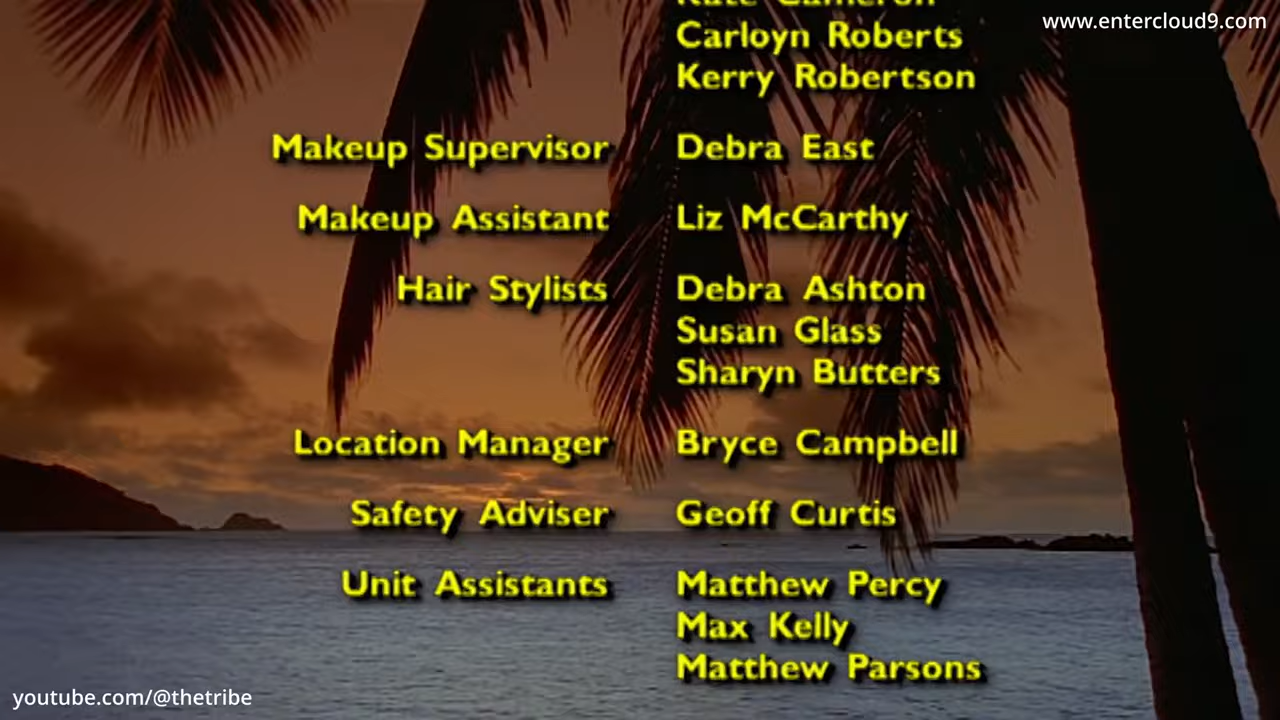 www.entercloud9.com
Kate Cameron
Carloyn Roberts
Kerry Robertson
Makeup Supervisor Debra East
Makeup Assistant Liz McCarthy
Hair Stylists Debra Ashton
Susan Glass
Sharyn Butters
Location Manager Bryce Campbell
Safety Adviser Geoff Curtis
Unit Assistants Matthew Percy
Max Kelly
Matthew Parsons
youtube.com/@thetribe